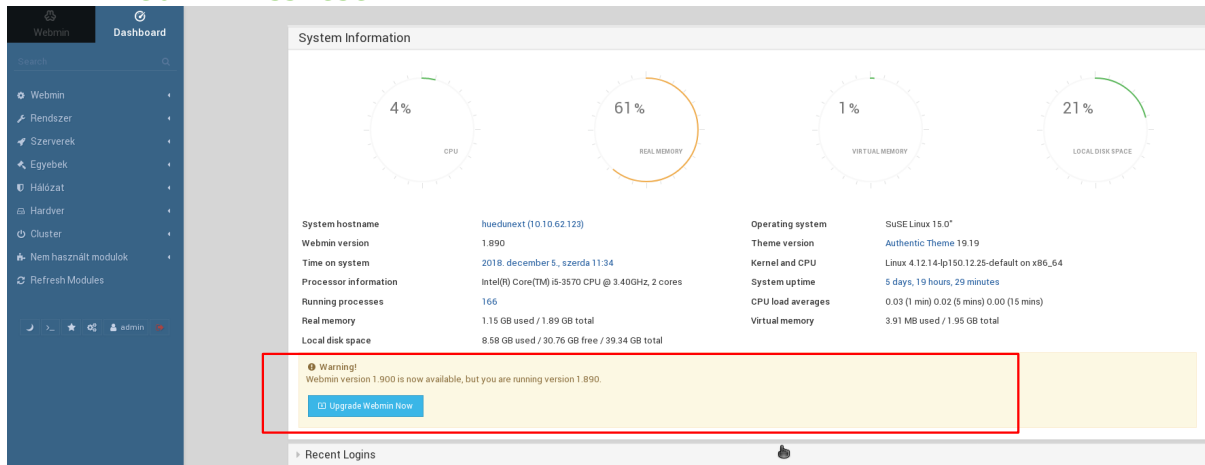 Webmin Dashboard
Search
Webmin
Rendszer
Szerverek
Egyebek
Hálózat
Hardver
Cluster
Nem használt modulok
Refresh Modules
admin
System Information
4% 61% 1% 21%
CPU REAL MEMORY VIRTUAL MEMORY LOCAL DISK SPACE
System hostname huedunext (10.10.62.123) Operating system SuSE Linux 15.0"
Webmin version 1.890 Theme version Authentic Theme 19.19
Time on system 2018. december 5., szerda 11:34 Kernel and CPU Linux 4.12.14-lp150.12.25-default on x86_64
Processor information Intel(R) Core(TM) i5-3570 CPU @ 3.40GHz, 2 cores System uptime 5 days, 19 hours, 29 minutes
Running processes 166 CPU load averages 0.03 (1 min) 0.02 (5 mins) 0.00 (15 mins)
Real memory 1.15 GB used / 1.89 GB total Virtual memory 3.91 MB used / 1.95 GB total
Local disk space 8.58 GB used / 30.76 GB free / 39.34 GB total
Warning!
Webmin version 1.900 is now available, but you are running version 1.890.
Upgrade Webmin Now
Recent Logins